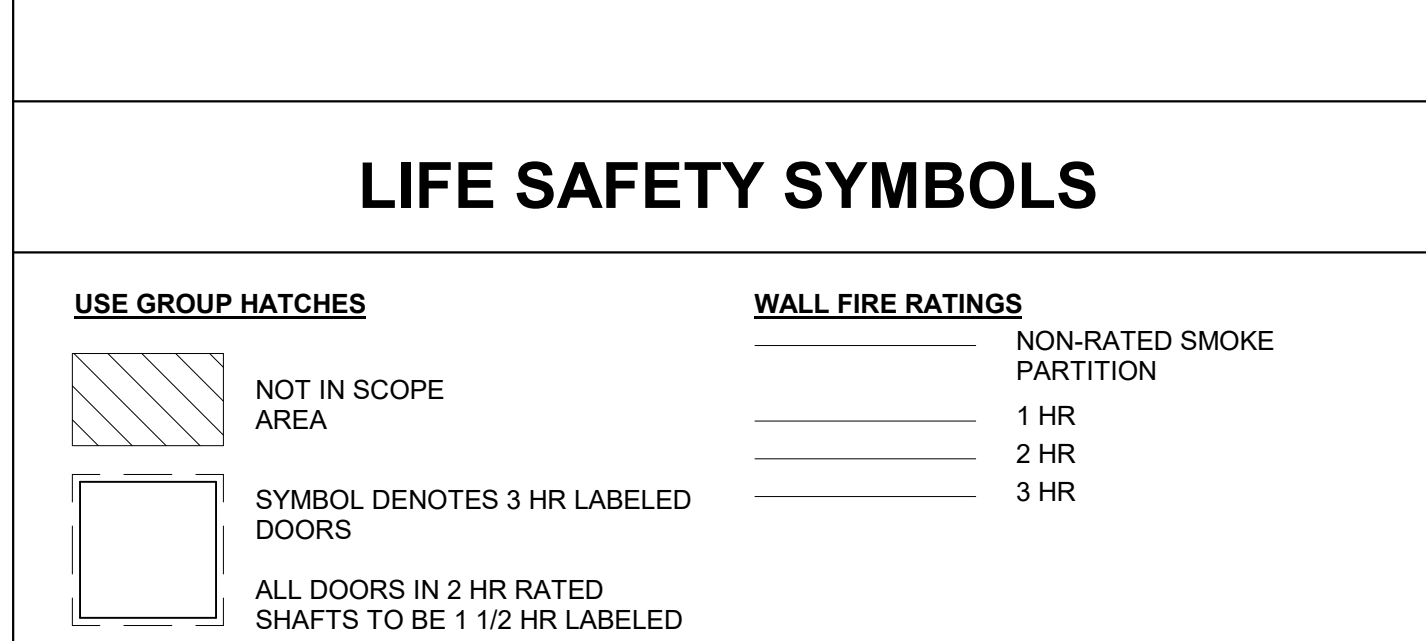 LIFE SAFETY SYMBOLS
USE GROUP HATCHES
NOT IN SCOPE
AREA
SYMBOL DENOTES 3 HR LABELED
DOORS
ALL DOORS IN 2 HR RATED
SHAFTS TO BE 1 1/2 HR LABELED
WALL FIRE RATINGS
NON-RATED SMOKE
PARTITION
1 HR
2 HR
3 HR